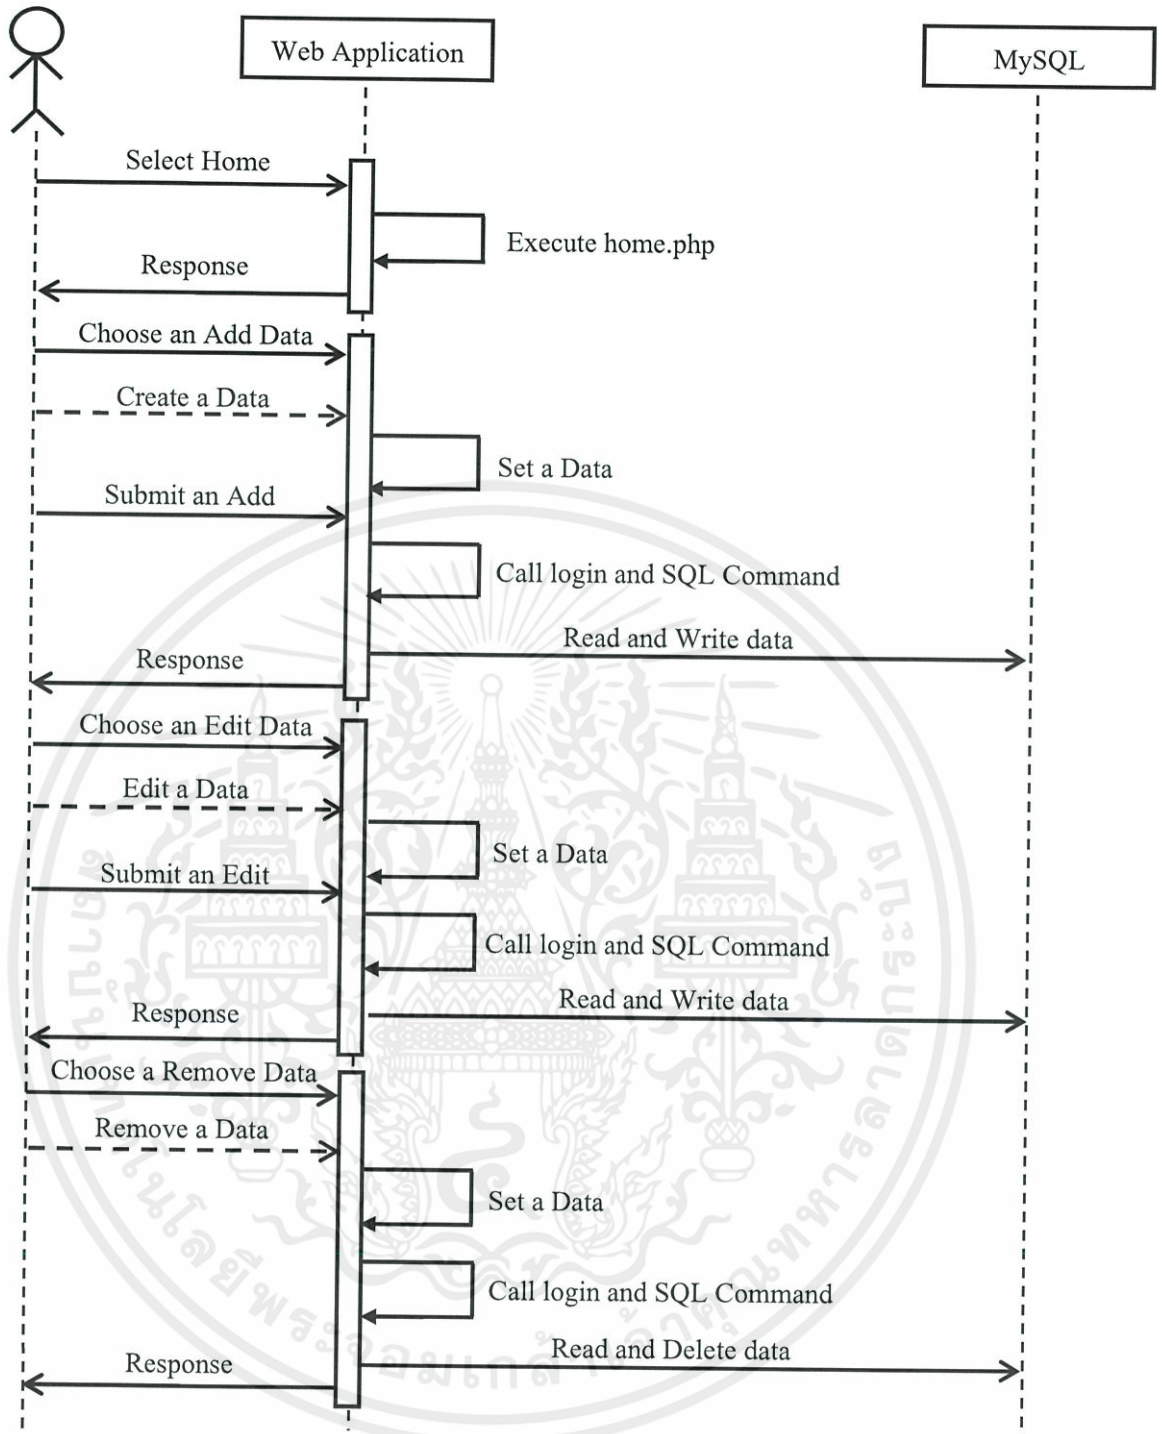 Web Application
MySQL
Select Home
Execute home.php
Response
Choose an Add Data
Create a Data
Set a Data
Submit an Add
Call login and SQL Command
Read and Write data
Response
Choose an Edit Data
Edit a Data
Set a Data
Submit an Edit
Call login and SQL Command
Read and Write data
Response
Choose a Remove Data
Remove a Data
Set a Data
Call login and SQL Command
Read and Delete data
Response